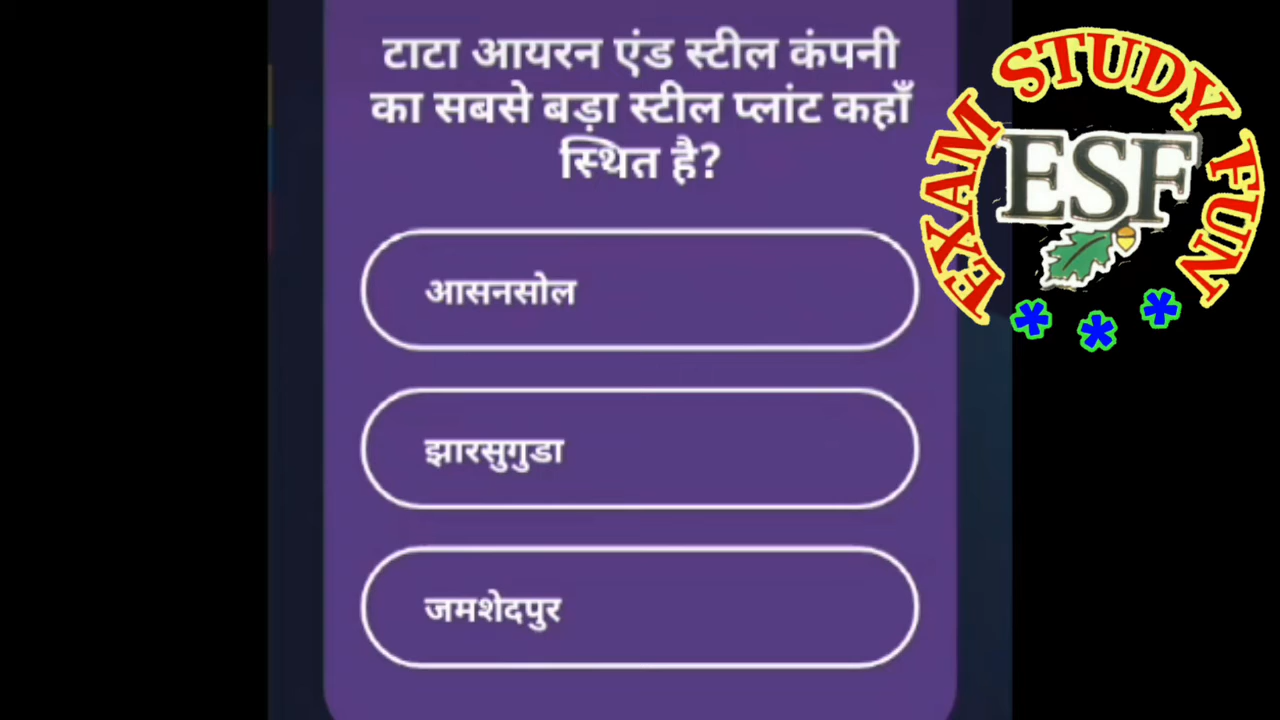 टाटा आयरन एंड स्टील कंपनी
का सबसे बड़ा स्टील प्लांट कहाँ
स्थित है?
आसनसोल
झारसुगुडा
जमशेदपुर
EXAM STUDY FUN
ESF
***